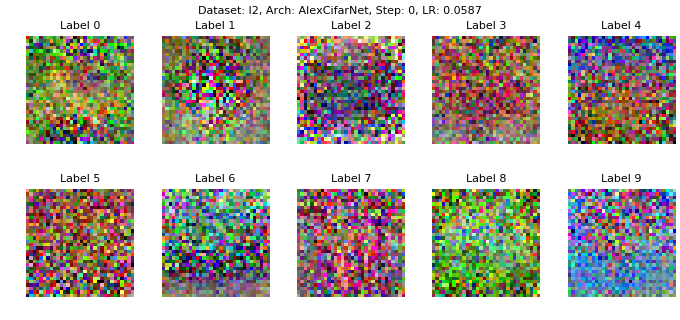 Dataset: I2, Arch: AlexCifarNet, Step: 0, LR: 0.0587
Label 0
Label 1
Label 2
Label 3
Label 4
Label 5
Label 6
Label 7
Label 8
Label 9